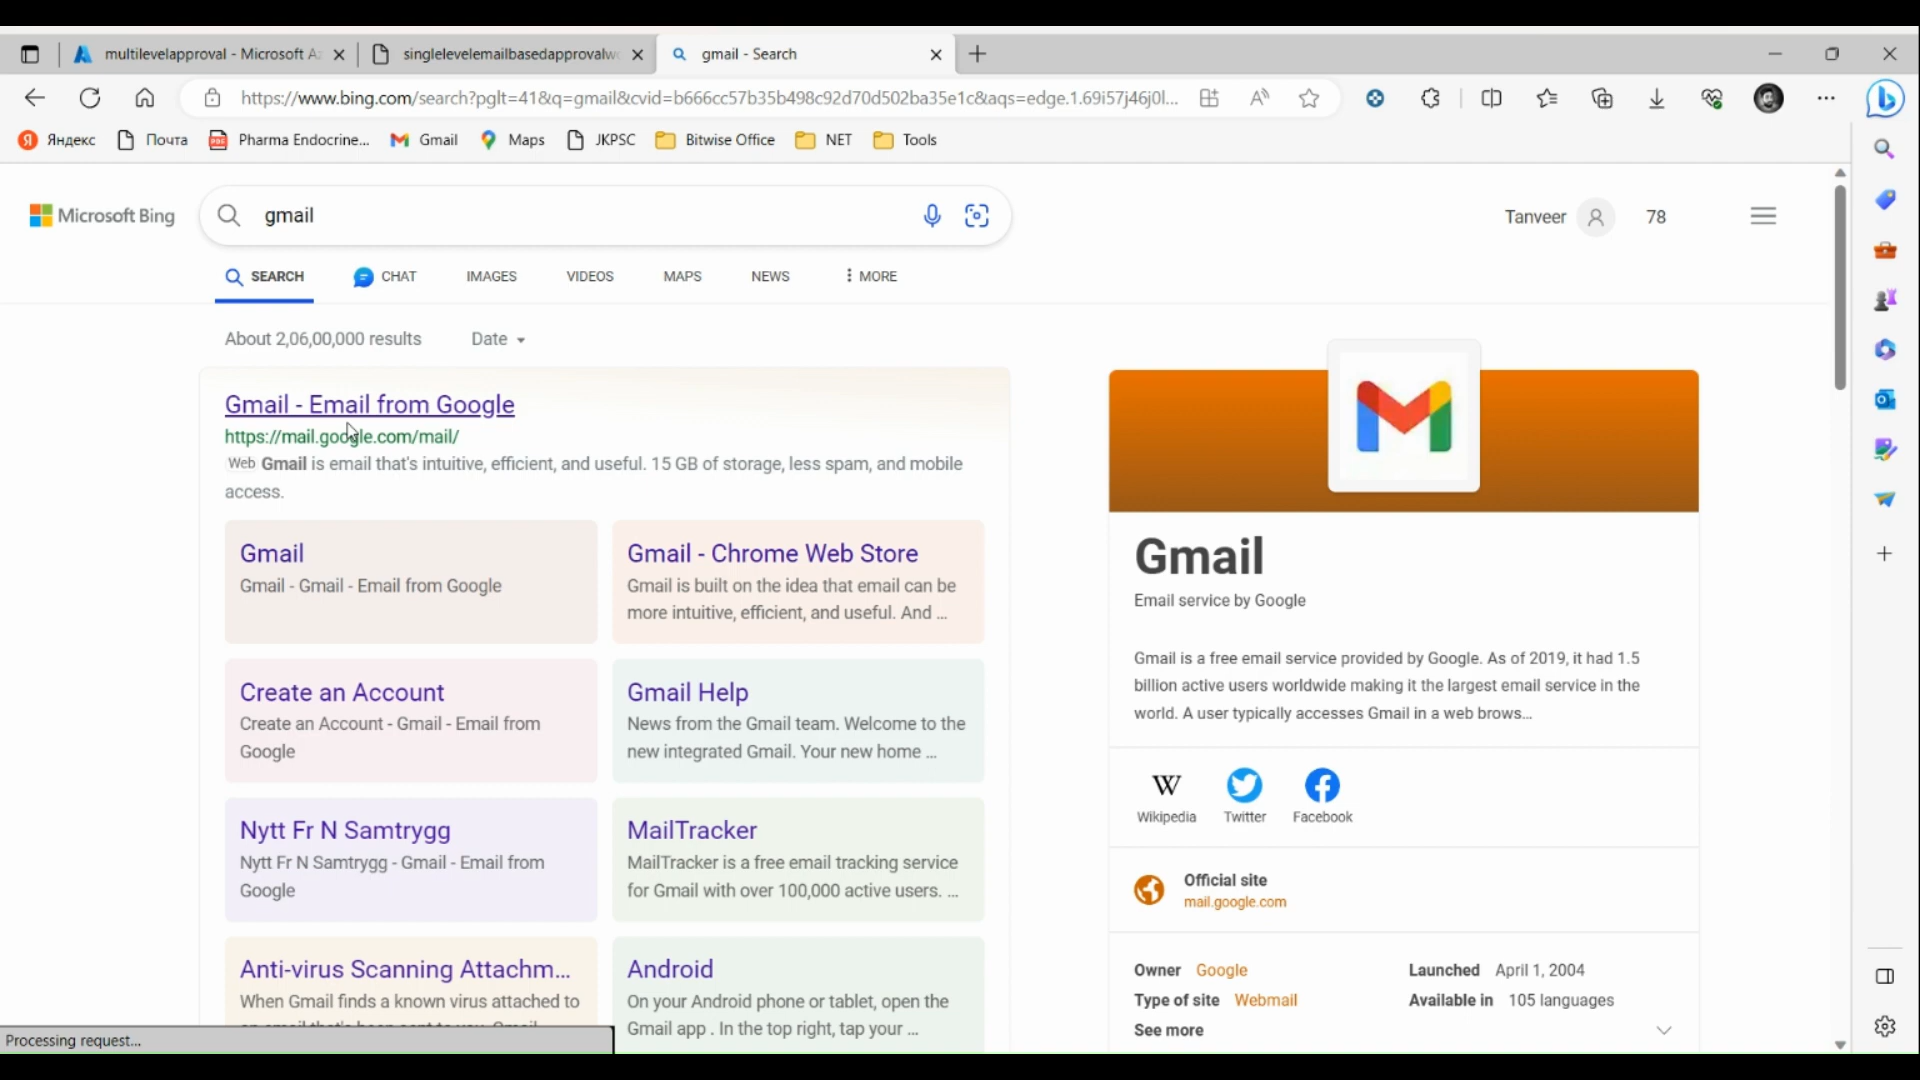 multilevelapproval - Microsoft Az
singlelevelemailbasedapprovalwo
gmail - Search
https://www.bing.com/search?pglt=41&q=gmail&cvid=b666cc57b35b498c92d70d502ba35e1c&aqs=edge.1.69i57j46j0l...
Яндекс
Почта
Pharma Endocrine...
Gmail
Maps
JKPSC
Bitwise Office
NET
Tools
Microsoft Bing
gmail
Tanveer
78
SEARCH
CHAT
IMAGES
VIDEOS
MAPS
NEWS
MORE
About 2,06,00,000 results
Date
Gmail - Email from Google
https://mail.google.com/mail/
Web Gmail is email that's intuitive, efficient, and useful. 15 GB of storage, less spam, and mobile
access.
Gmail
Gmail - Gmail - Email from Google
Gmail - Chrome Web Store
Gmail is built on the idea that email can be
more intuitive, efficient, and useful. And ...
Create an Account
Create an Account - Gmail - Email from
Google
Gmail Help
News from the Gmail team. Welcome to the
new integrated Gmail. Your new home ...
Nytt Fr N Samtrygg
Nytt Fr N Samtrygg - Gmail - Email from
Google
MailTracker
MailTracker is a free email tracking service
for Gmail with over 100,000 active users. ...
Anti-virus Scanning Attachm...
When Gmail finds a known virus attached to
Android
On your Android phone or tablet, open the
Gmail app . In the top right, tap your ...
Gmail
Email service by Google
Gmail is a free email service provided by Google. As of 2019, it had 1.5
billion active users worldwide making it the largest email service in the
world. A user typically accesses Gmail in a web brows...
W
Wikipedia
Twitter
Facebook
Official site
mail.google.com
Owner Google
Launched April 1, 2004
Type of site Webmail
Available in 105 languages
See more
Processing request...